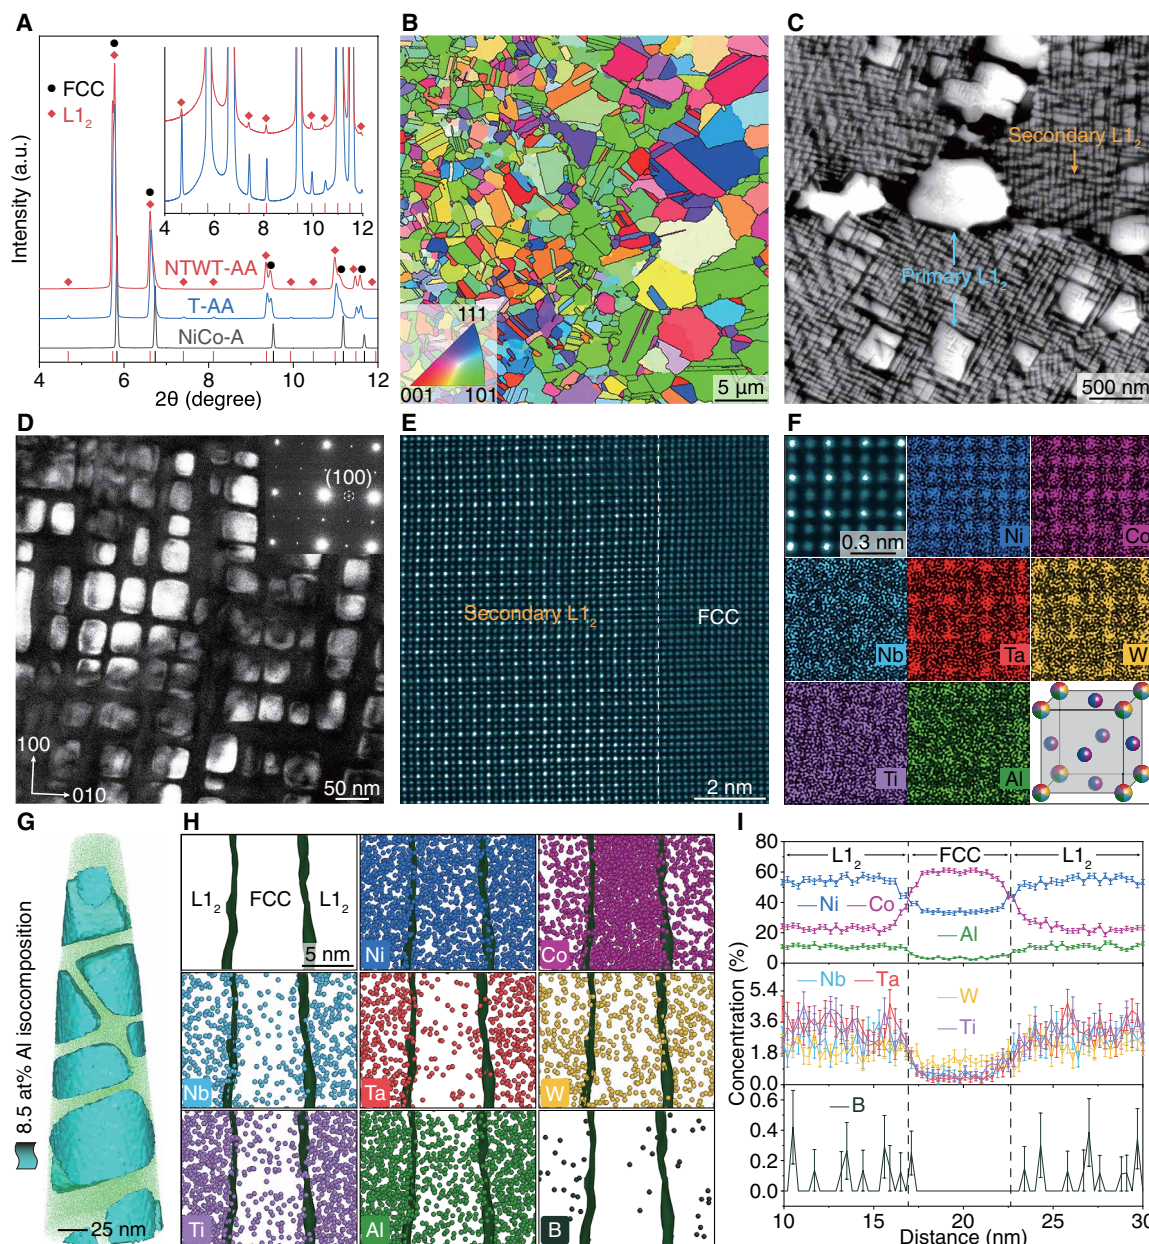 A
FCC
L1₂
Intensity (a.u.)
4 6 8 10 12
NTWT-AA
T-AA
NiCo-A
4 6 8 10 12
2θ (degree)
B
111
001 101
5 μm
C
Secondary L1₂
Primary L1₂
500 nm
D
(100)
100
010
50 nm
E
Secondary L1₂
FCC
2 nm
F
0.3 nm
Ni
Co
Nb
Ta
W
Ti
Al
G
8.5 at% Al isocomposition
25 nm
H
L1₂ FCC L1₂
5 nm
Ni
Co
Nb
Ta
W
Ti
Al
B
I
80
60
40
20
0
L1₂ FCC L1₂
Ni Co
Al
Concentration (%)
5.4
3.6
1.8
0.0
Nb Ta
W
Ti
0.6
0.4
0.2
0.0
B
10 15 20 25 30
Distance (nm)